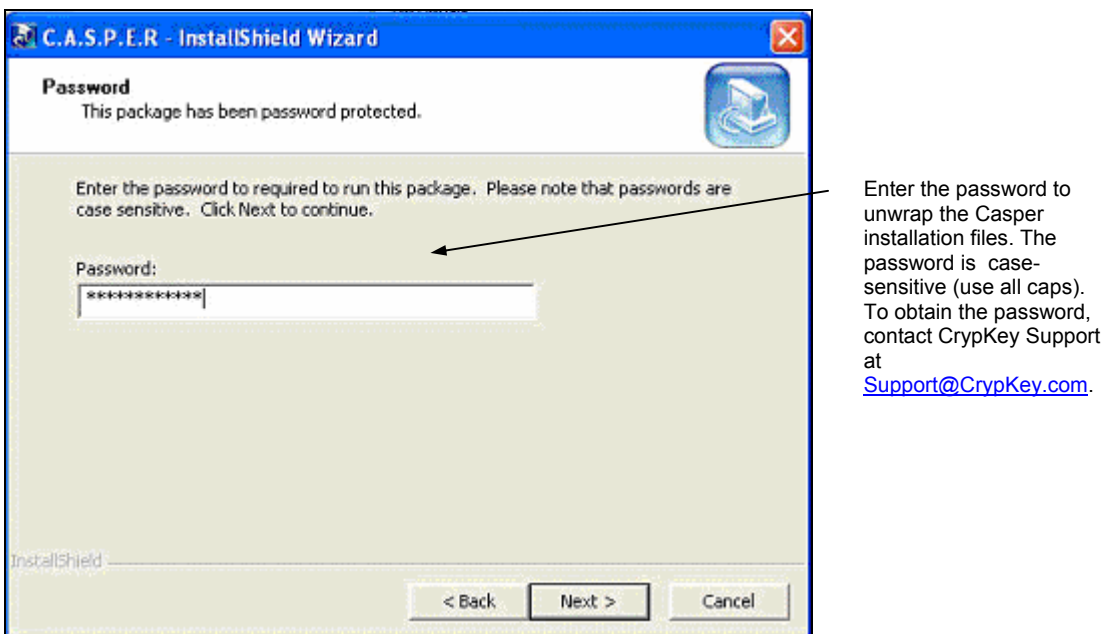 C.A.S.P.E.R - InstallShield Wizard
Password
This package has been password protected.
Enter the password to required to run this package. Please note that passwords are
case sensitive. Click Next to continue.
Password:
************
InstallShield
< Back
Next >
Cancel
Enter the password to
unwrap the Casper
installation files. The
password is case-
sensitive (use all caps).
To obtain the password,
contact CrypKey Support
at
Support@CrypKey.com.